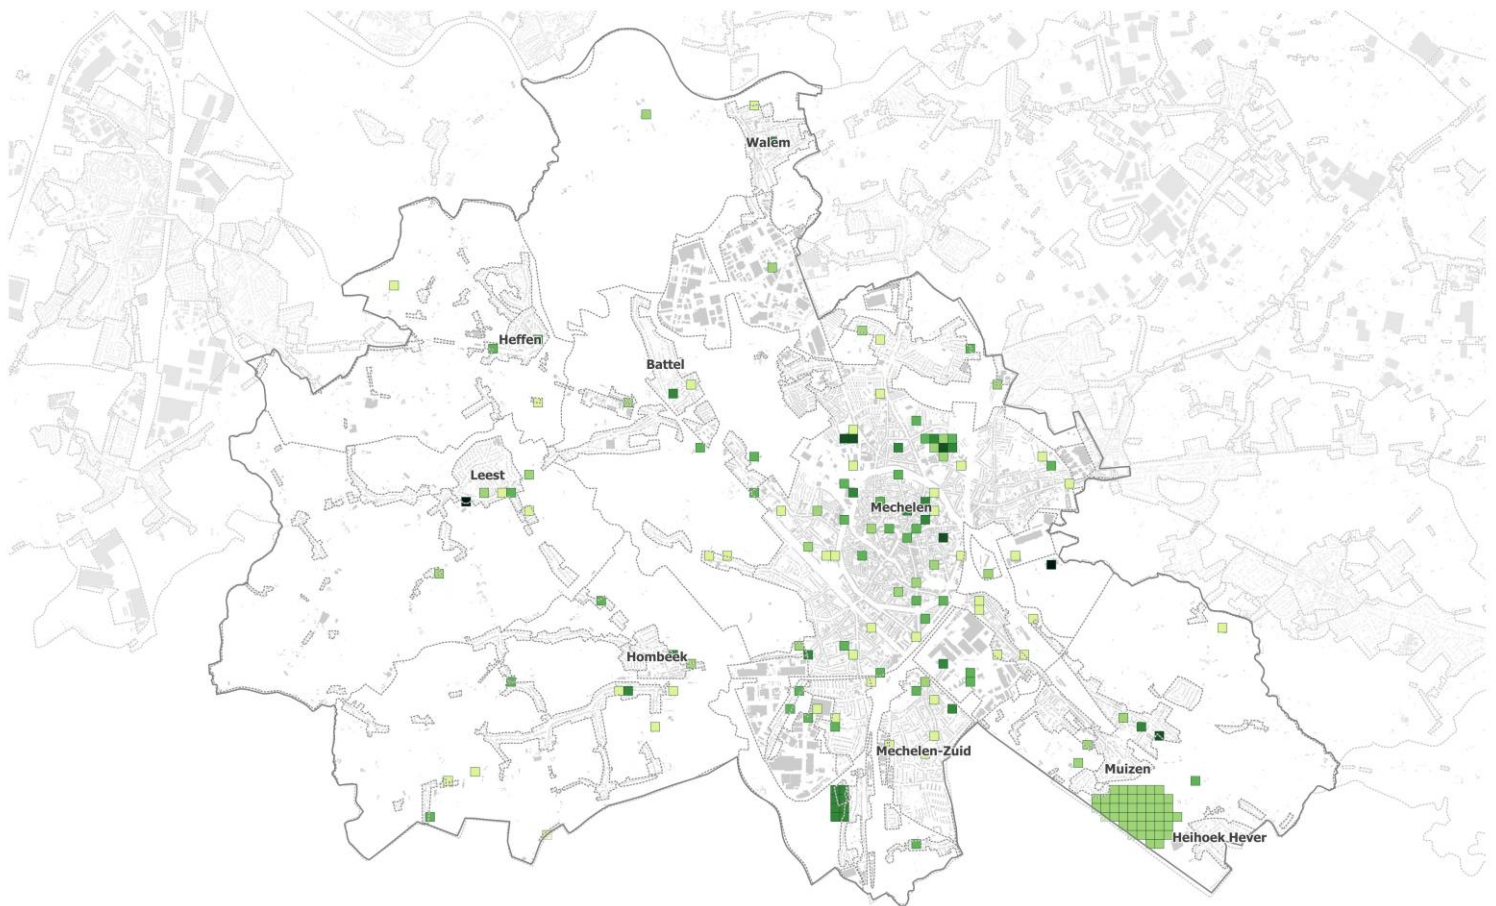 Walem
Heffen
Battel
Leest
Mechelen
Hombeek
Mechelen-Zuid
Muizen
Heihoek Hever